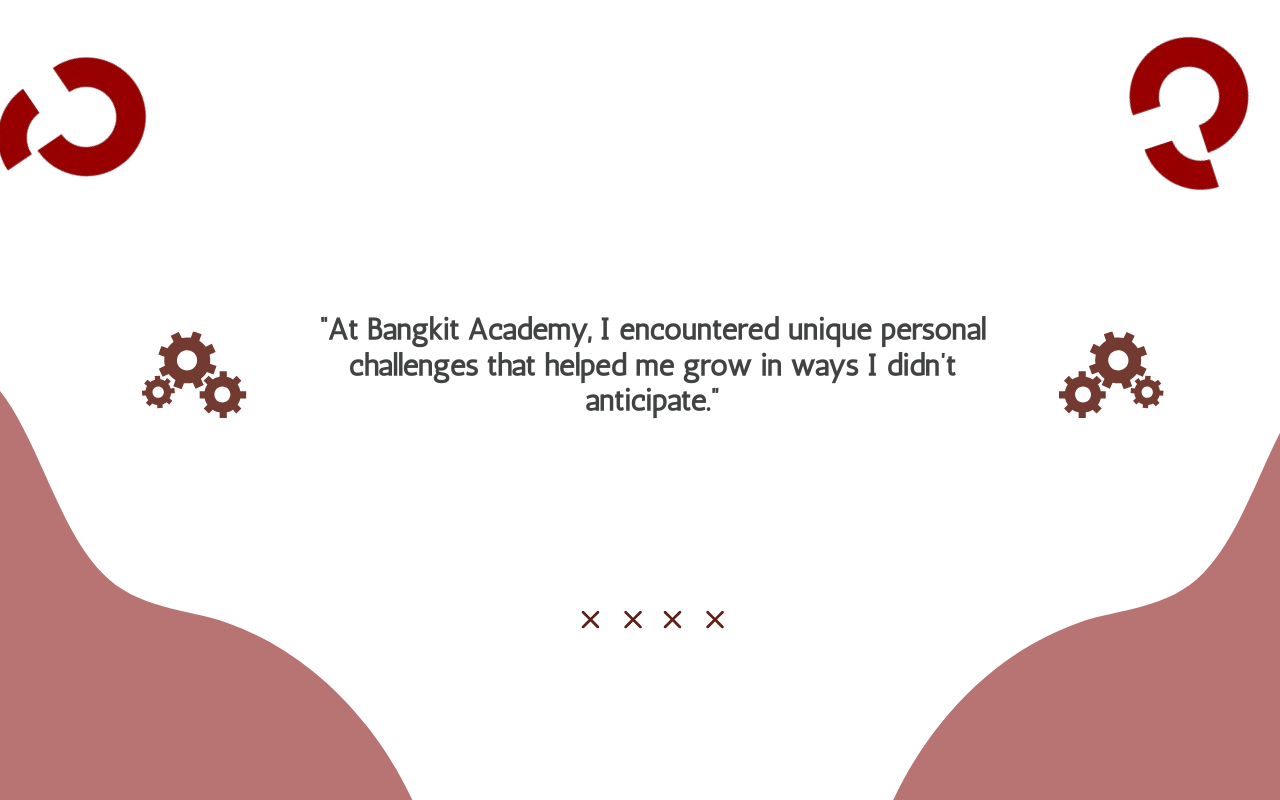 "At Bangkit Academy, I encountered unique personal
challenges that helped me grow in ways I didn't
anticipate."